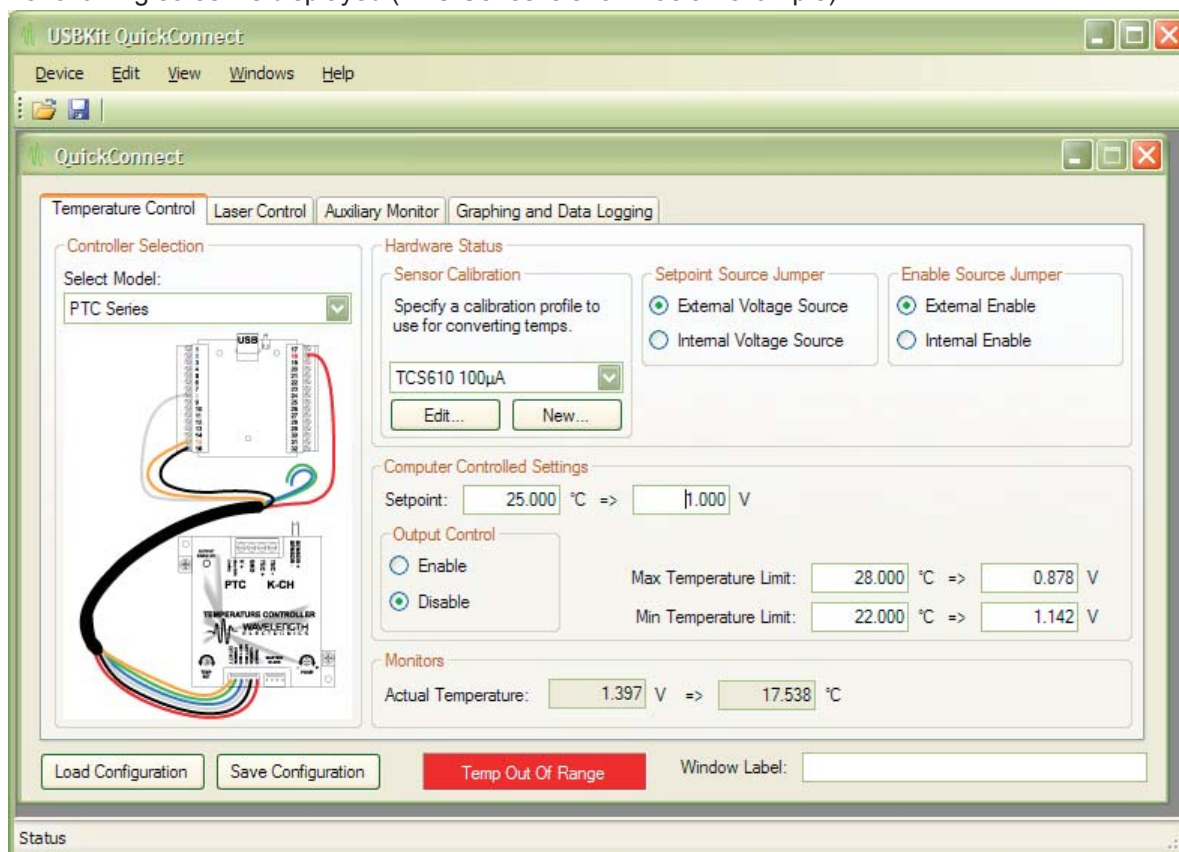 USBKit QuickConnect
Device Edit View Windows Help
QuickConnect
Temperature Control Laser Control Auxiliary Monitor Graphing and Data Logging
Controller Selection
Select Model:
PTC Series
USB
PTC K-CH
TEMPERATURE CONTROLLER
WAVELENGTH
ELECTRONICS
Hardware Status
Sensor Calibration
Specify a calibration profile to
use for converting temps.
TCS610 100µA
Edit... New...
Setpoint Source Jumper
External Voltage Source
Internal Voltage Source
Enable Source Jumper
External Enable
Internal Enable
Computer Controlled Settings
Setpoint: 25.000 °C => 1.000 V
Output Control
Enable
Disable
Max Temperature Limit: 28.000 °C => 0.878 V
Min Temperature Limit: 22.000 °C => 1.142 V
Monitors
Actual Temperature: 1.397 V => 17.538 °C
Load Configuration Save Configuration Temp Out Of Range Window Label:
Status